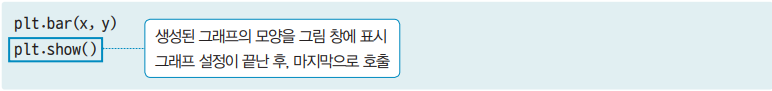 plt.bar(x, y)
plt.show()
생성된 그래프의 모양을 그림 창에 표시
그래프 설정이 끝난 후, 마지막으로 호출